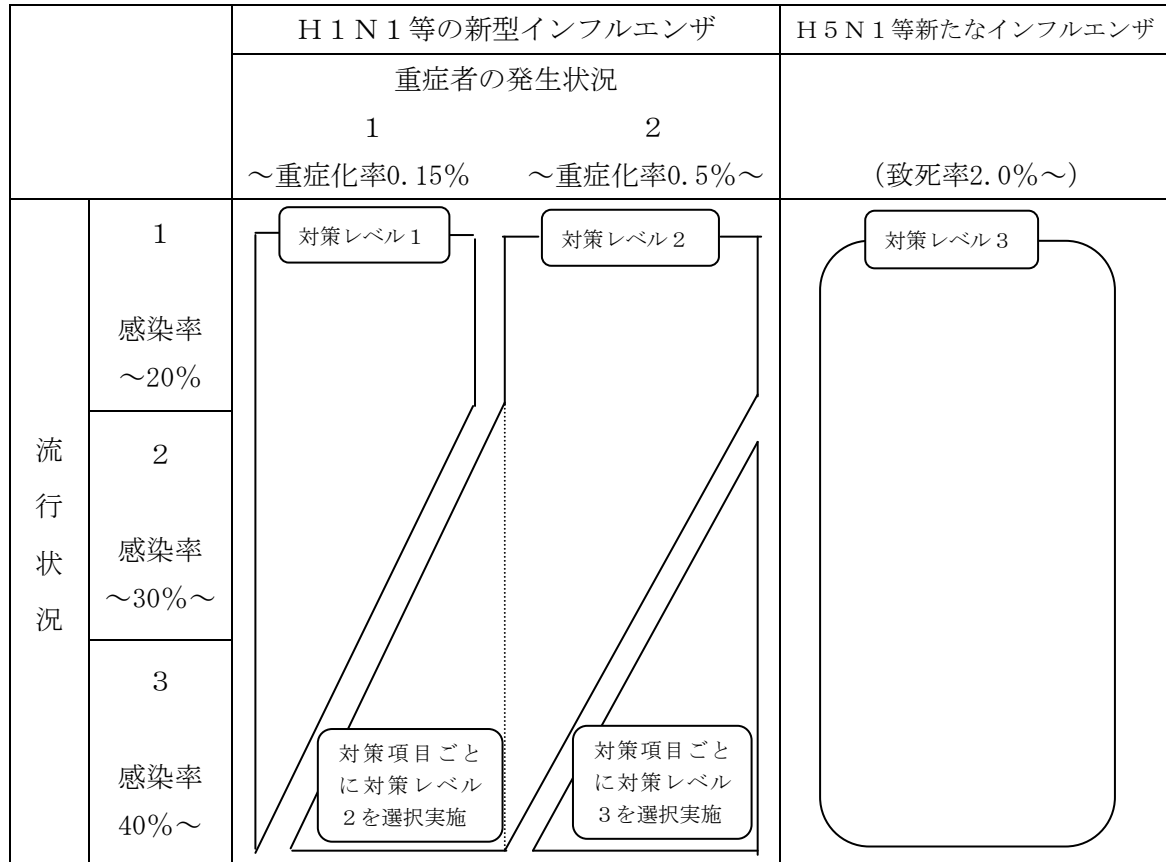 H1N1等の新型インフルエンザ
H5N1等新たなインフルエンザ
重症者の発生状況
1
2
～重症化率0.15%
～重症化率0.5%～
(致死率2.0%～)
流行状況
1
感染率
～20%
2
感染率
～30%～
3
感染率
40%～
対策レベル1
対策レベル2
対策レベル3
対策項目ごと
に対策レベル
2を選択実施
対策項目ごと
に対策レベル
3を選択実施